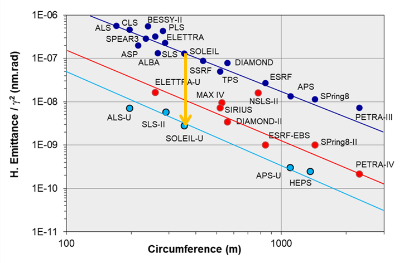 H. Emittance / γ² (nm.rad)
1E-06
1E-07
1E-08
1E-09
1E-10
1E-11
ALS
CLS
BESSY-II
PLS
SPEAR3
ELETTRA
ASP
SLS
SOLEIL
ALBA
SSRF
DIAMOND
TPS
ESRF
APS
SPring8
PETRA-III
ELETTRA-U
MAX IV
NSLS-II
SIRIUS
DIAMOND-II
ALS-U
SLS-II
SOLEIL-U
ESRF-EBS
SPring8-II
PETRA-IV
APS-U
HEPS
100
1000
Circumference (m)